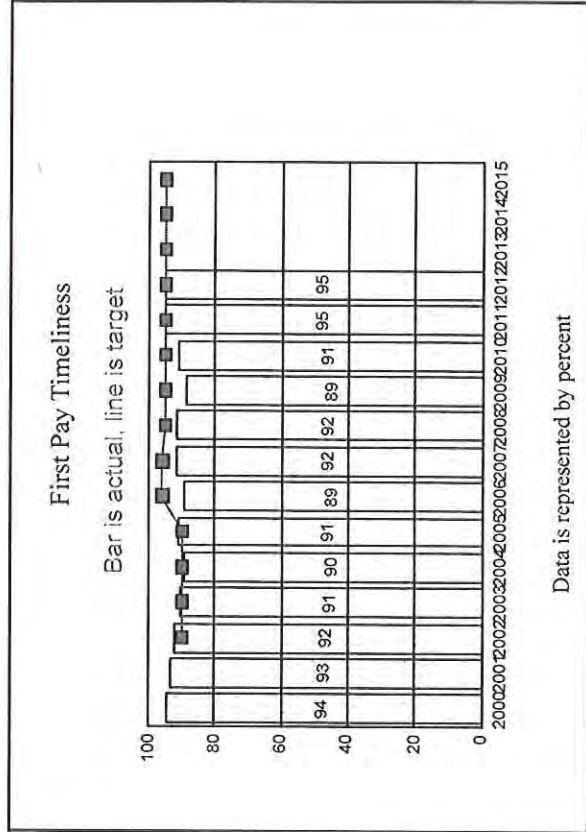 First Pay Timeliness
Bar is actual, line is target
100
80
60
40
20
0
94 93 92 91 90 91 89 92 92 89 91 95 95
2000 2001 2002 2003 2004 2005 2006 2007 2008 2009 2010 2011 2012 2013 2014 2015
Data is represented by percent